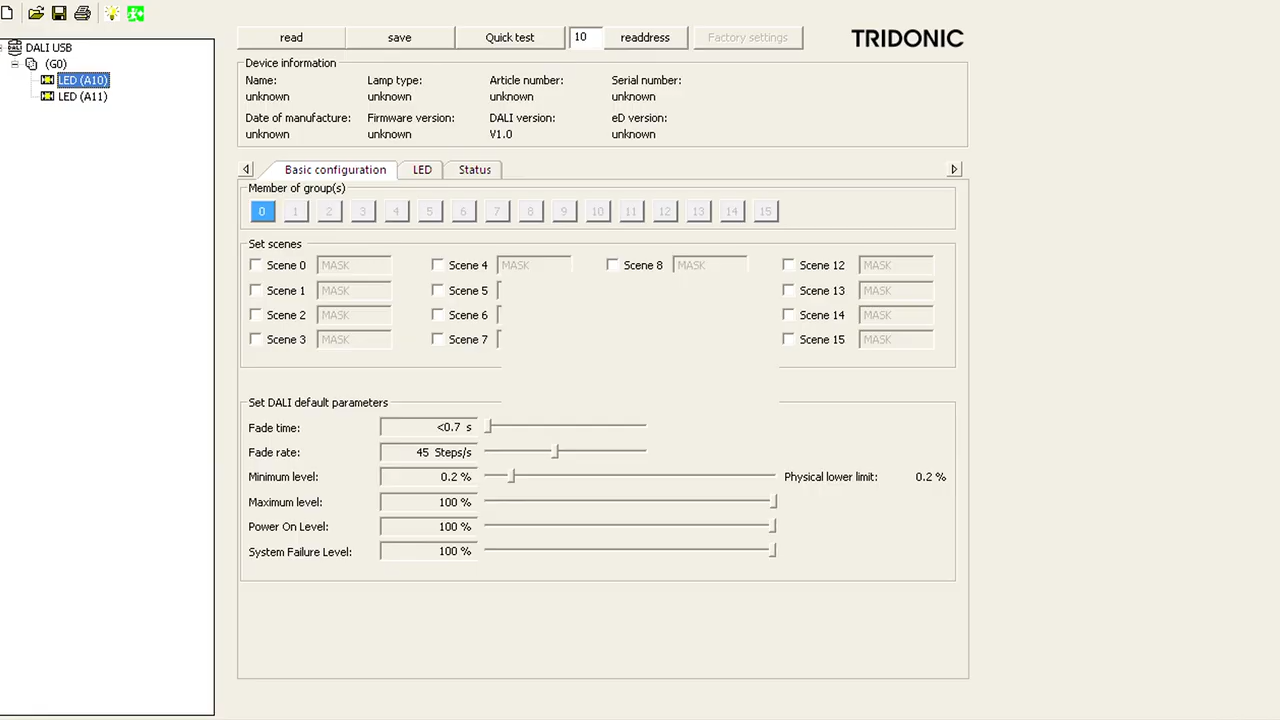 read save Quick test 10 readdress Factory settings TRIDONIC
DALI USB
(G0)
LED (A10)
LED (A11)
Device information
Name: Lamp type: Article number: Serial number:
unknown unknown unknown unknown
Date of manufacture: Firmware version: DALI version: eD version:
unknown unknown V1.0 unknown
Basic configuration LED Status
Member of group(s)
0 1 2 3 4 5 6 7 8 9 10 11 12 13 14 15
Set scenes
Scene 0 MASK Scene 4 MASK Scene 8 MASK Scene 12 MASK
Scene 1 MASK Scene 5 Scene 13 MASK
Scene 2 MASK Scene 6 Scene 14 MASK
Scene 3 MASK Scene 7 Scene 15 MASK
Set DALI default parameters
Fade time: <0.7 s
Fade rate: 45 Steps/s
Minimum level: 0.2 % Physical lower limit: 0.2 %
Maximum level: 100 %
Power On Level: 100 %
System Failure Level: 100 %